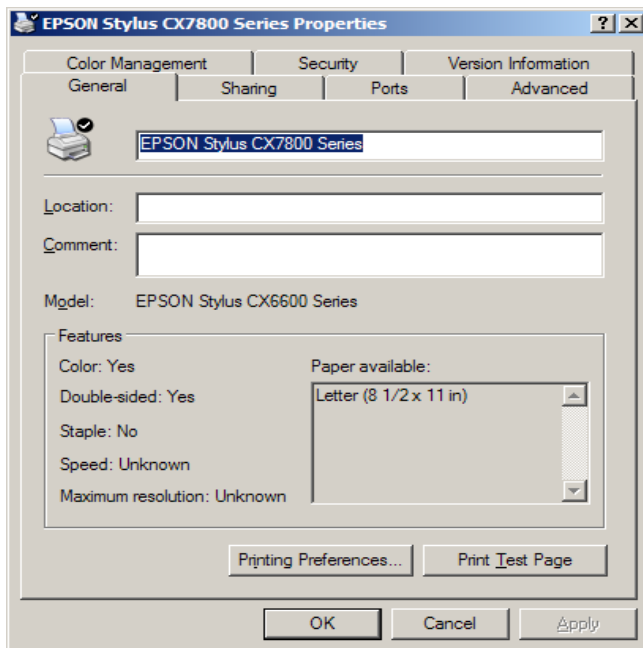 EPSON Stylus CX7800 Series Properties
Color Management Security Version Information
General Sharing Ports Advanced
EPSON Stylus CX7800 Series
Location:
Comment:
Model: EPSON Stylus CX6600 Series
Features
Color: Yes Paper available:
Double-sided: Yes Letter (8 1/2 x 11 in)
Staple: No
Speed: Unknown
Maximum resolution: Unknown
Printing Preferences... Print Test Page
OK Cancel Apply